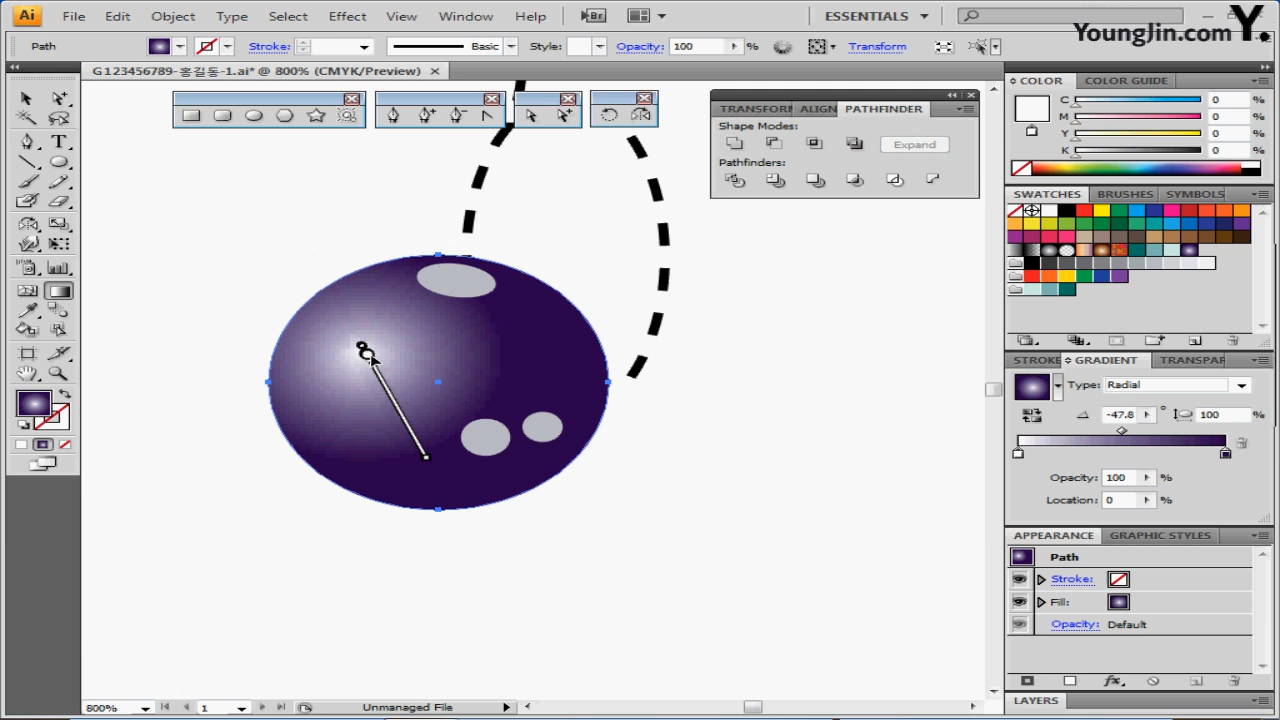 Ai File Edit Object Type Select Effect View Window Help Br ESSENTIALS
Path Stroke: Basic Style: Opacity: 100 % Transform YoungJin.com Y.
G123456789-홍길동-1.ai* @ 800% (CMYK/Preview)
COLOR COLOR GUIDE
C 0 %
M 0 %
Y 0 %
K 0 %
TRANSFORM ALIGN PATHFINDER
Shape Modes:
Expand
Pathfinders:
SWATCHES BRUSHES SYMBOLS
STROKE GRADIENT TRANSPAR
Type: Radial
-47.8 ° 100 %
Opacity: 100 %
Location: 0 %
APPEARANCE GRAPHIC STYLES
Path
Stroke:
Fill:
Opacity: Default
fx
LAYERS
800% 1 Unmanaged File